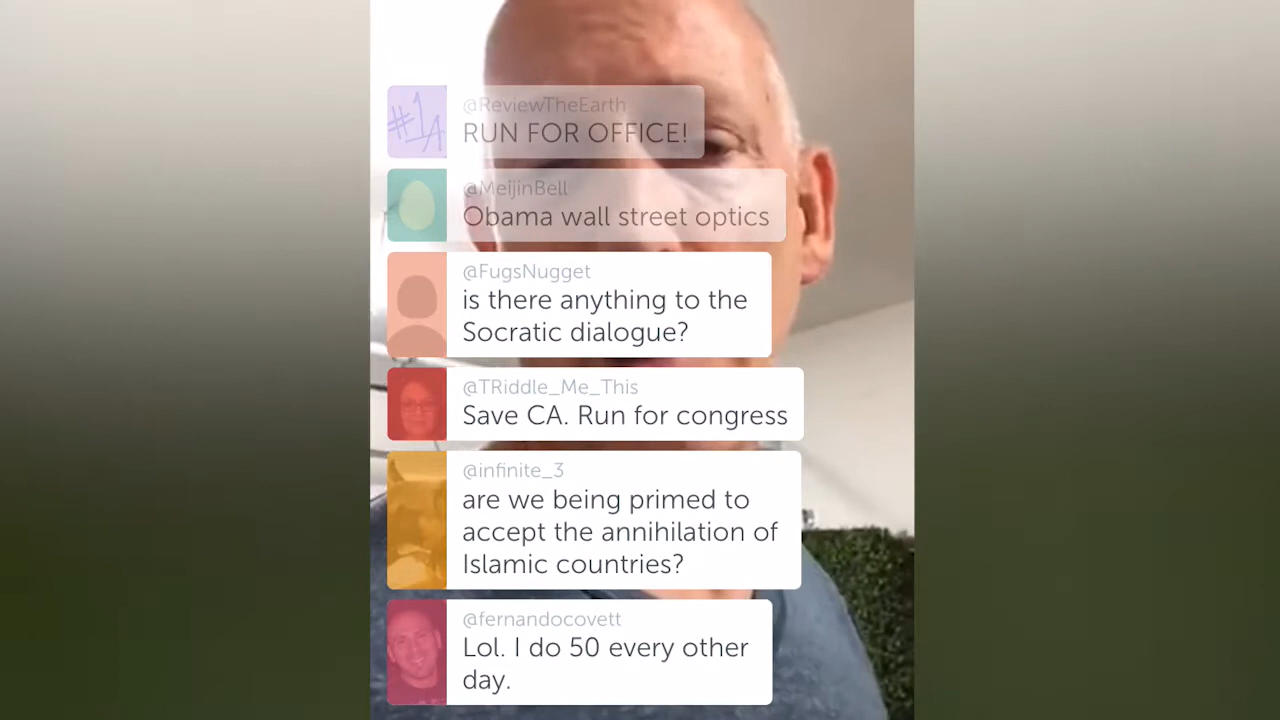 #1A
@ReviewTheEarth
RUN FOR OFFICE!
@MeijinBell
Obama wall street optics
@FugsNugget
is there anything to the
Socratic dialogue?
@TRiddle_Me_This
Save CA. Run for congress
@infinite_3
are we being primed to
accept the annihilation of
Islamic countries?
@fernandocovett
Lol. I do 50 every other
day.